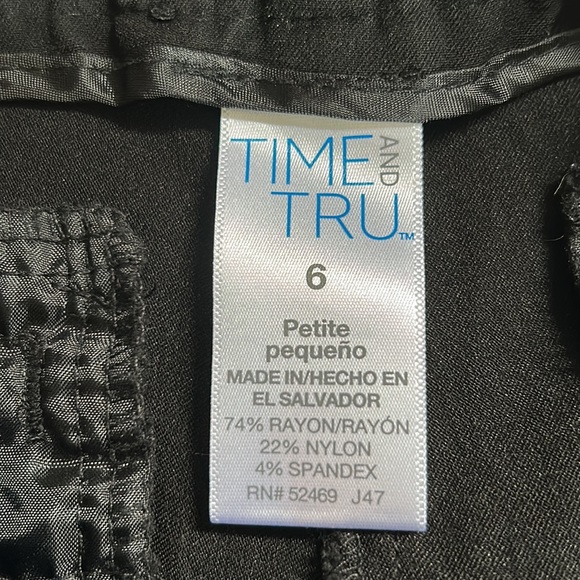 TIME AND
TRU™
6
Petite
pequeño
MADE IN/HECHO EN
EL SALVADOR
74% RAYON/RAYÓN
22% NYLON
4% SPANDEX
RN# 52469 J47